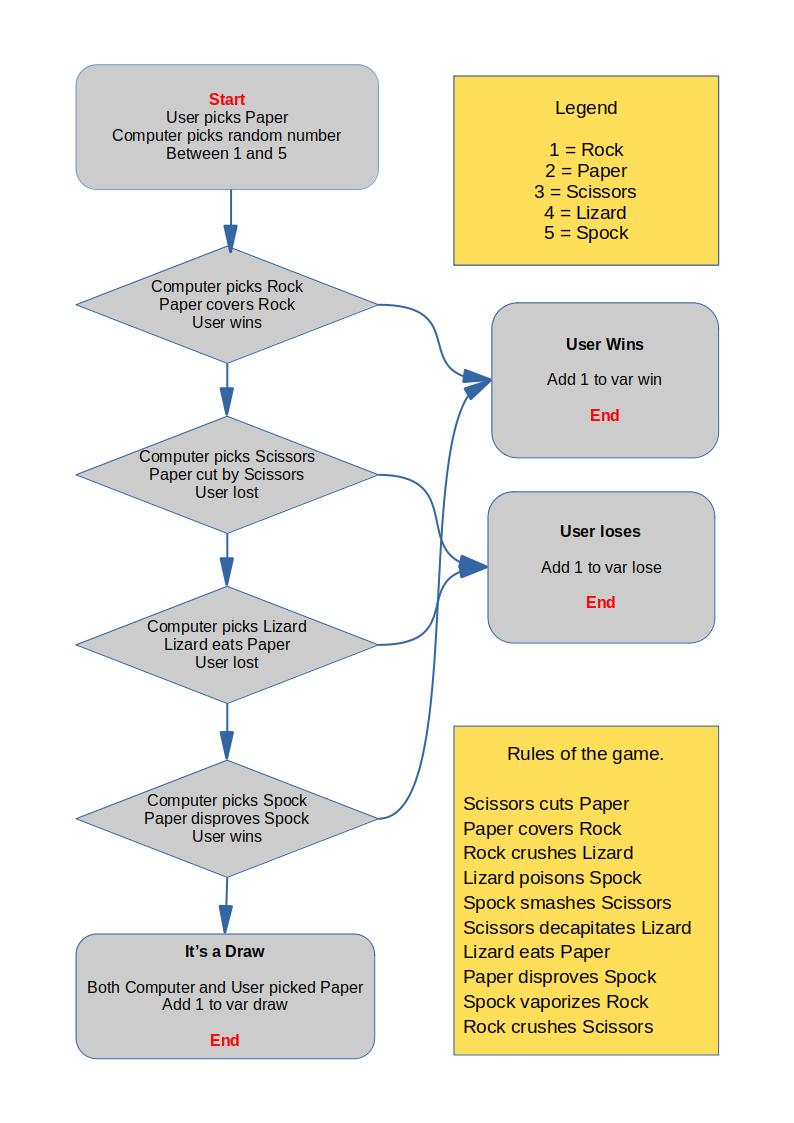 Start
User picks Paper
Computer picks random number
Between 1 and 5
Legend
1 = Rock
2 = Paper
3 = Scissors
4 = Lizard
5 = Spock
Computer picks Rock
Paper covers Rock
User wins
User Wins
Add 1 to var win
End
Computer picks Scissors
Paper cut by Scissors
User lost
User loses
Add 1 to var lose
End
Computer picks Lizard
Lizard eats Paper
User lost
Computer picks Spock
Paper disproves Spock
User wins
It’s a Draw
Both Computer and User picked Paper
Add 1 to var draw
End
Rules of the game.
Scissors cuts Paper
Paper covers Rock
Rock crushes Lizard
Lizard poisons Spock
Spock smashes Scissors
Scissors decapitates Lizard
Lizard eats Paper
Paper disproves Spock
Spock vaporizes Rock
Rock crushes Scissors